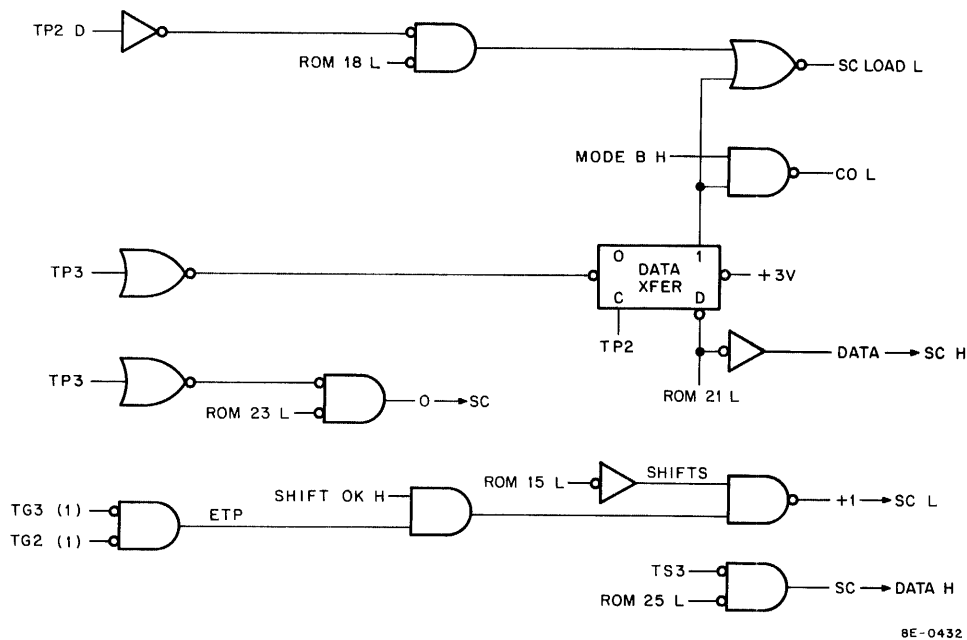 TP2 D
ROM 18 L
SC LOAD L
MODE B H
CO L
TP3
0 1
DATA
XFER
C D
+3V
TP2
DATA → SC H
ROM 21 L
TP3
ROM 23 L
0 → SC
ROM 15 L
SHIFTS
SHIFT OK H
+1 → SC L
TG3 (1)
ETP
TG2 (1)
TS3
ROM 25 L
SC → DATA H
8E-0432